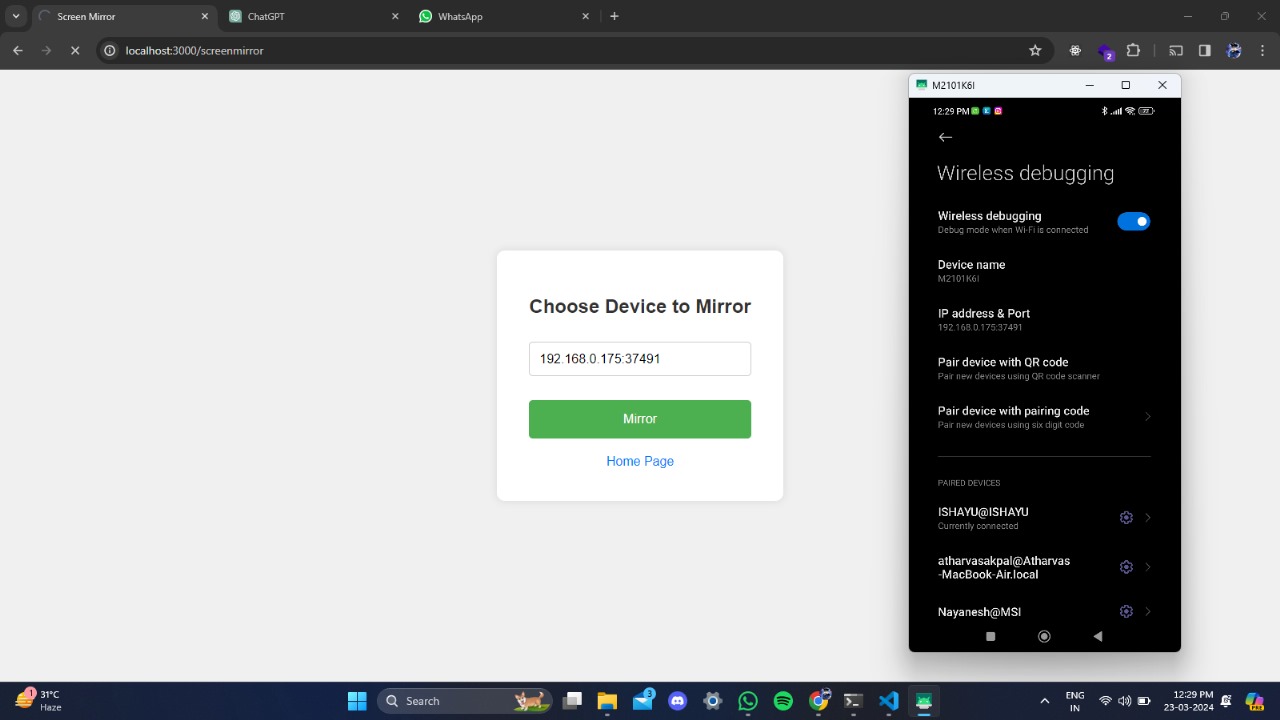 Screen Mirror
ChatGPT
WhatsApp
localhost:3000/screenmirror
2
M2101K6I
12:29 PM
Wireless debugging
Wireless debugging
Debug mode when Wi-Fi is connected
Device name
M2101K6I
IP address & Port
192.168.0.175:37491
Pair device with QR code
Pair new devices using QR code scanner
Pair device with pairing code
Pair new devices using six digit code
PAIRED DEVICES
ISHAYU@ISHAYU
Currently connected
atharvasakpal@Atharvas
-MacBook-Air.local
Nayanesh@MSI
Choose Device to Mirror
192.168.0.175:37491
Mirror
Home Page
1
31°C
Haze
Search
3
ENG
IN
12:29 PM
23-03-2024
PRE